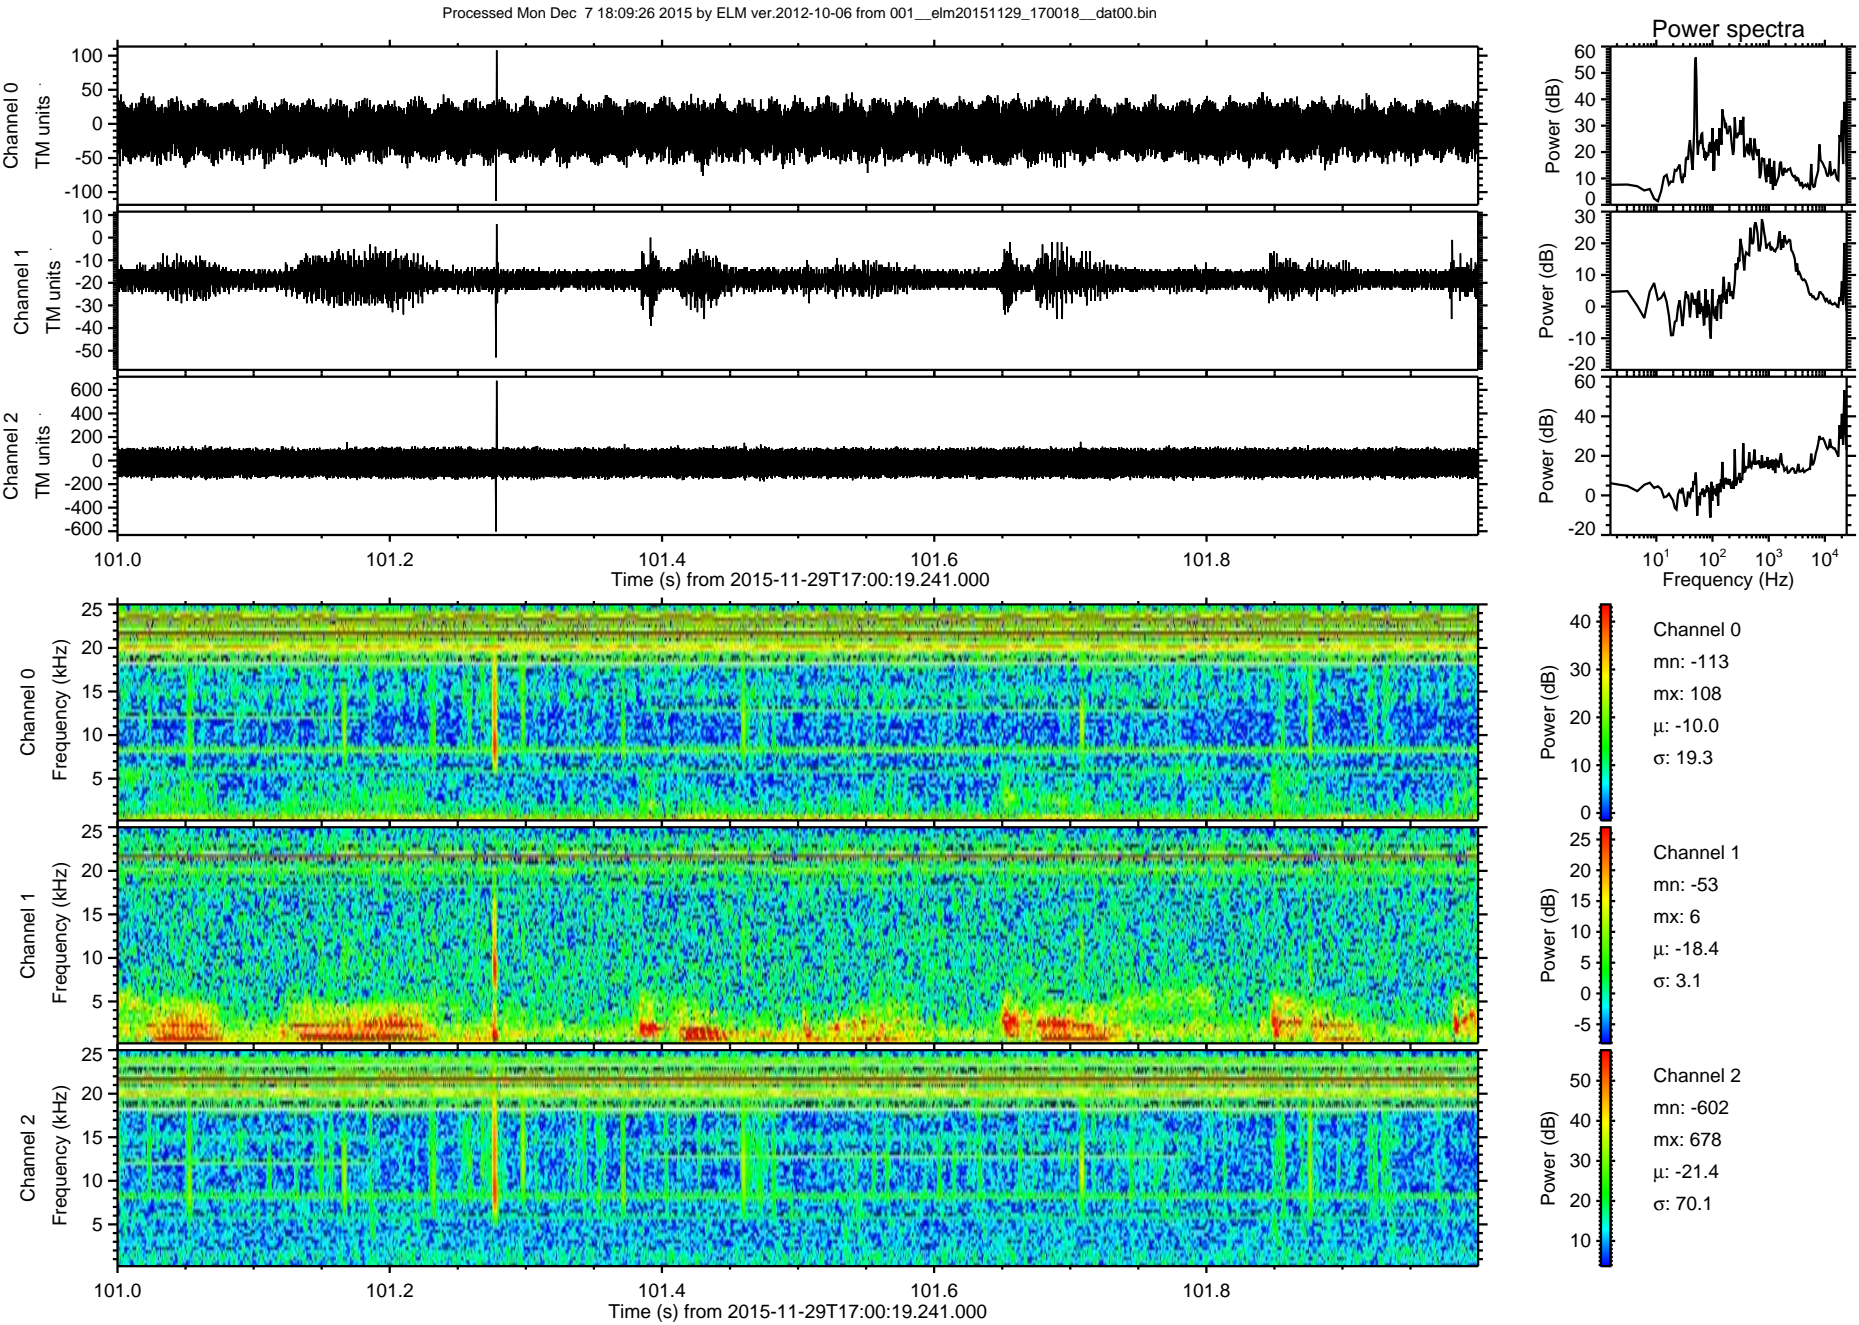 Processed Mon Dec  7 18:09:26 2015 by ELM ver.2012-10-06 from 001__elm20151129_170018__dat00.bin
Power spectra
Channel 0
TM units
100
50
0
-50
-100
Power (dB)
60
50
40
30
20
10
0
Channel 1
TM units
10
0
-10
-20
-30
-40
-50
Power (dB)
30
20
10
0
-10
-20
Channel 2
TM units
600
400
200
0
-200
-400
-600
Power (dB)
60
40
20
0
-20
101.0 101.2 101.4 101.6 101.8
Time (s) from 2015-11-29T17:00:19.241.000
10¹ 10² 10³ 10⁴
Frequency (Hz)
Channel 0
Frequency (kHz)
25
20
15
10
5
Power (dB)
40
30
20
10
0
Channel 0
mn: -113
mx: 108
μ: -10.0
σ: 19.3
Channel 1
Frequency (kHz)
25
20
15
10
5
Power (dB)
25
20
15
10
5
0
-5
Channel 1
mn: -53
mx: 6
μ: -18.4
σ: 3.1
Channel 2
Frequency (kHz)
25
20
15
10
5
Power (dB)
50
40
30
20
10
Channel 2
mn: -602
mx: 678
μ: -21.4
σ: 70.1
101.0 101.2 101.4 101.6 101.8
Time (s) from 2015-11-29T17:00:19.241.000